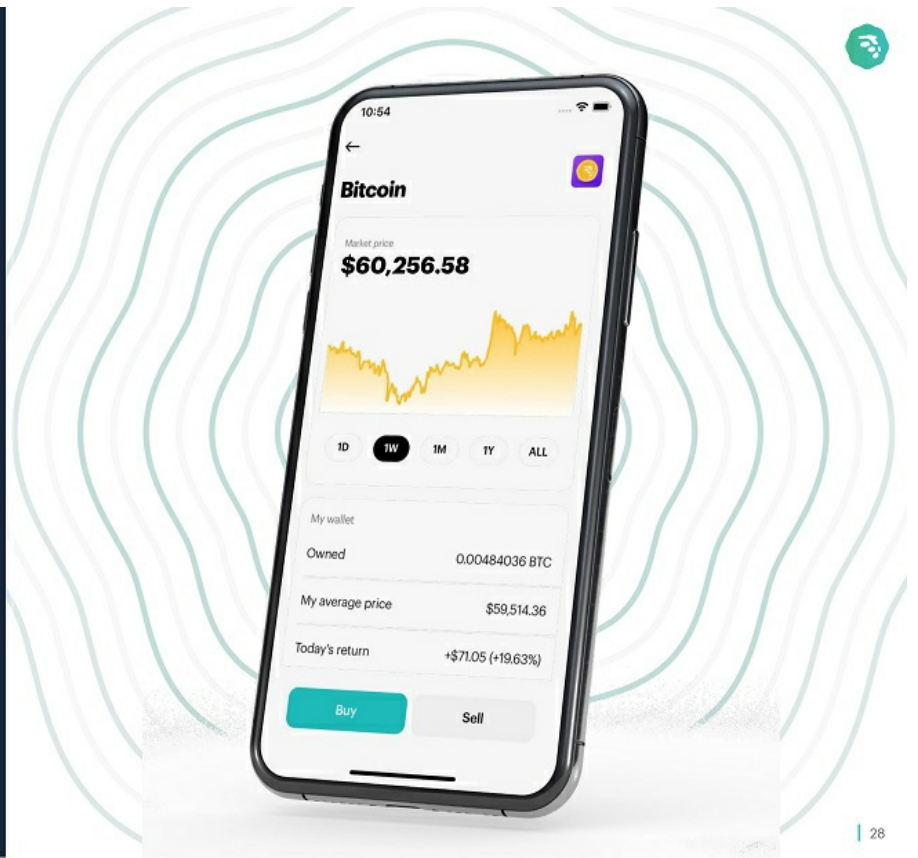 10:54
Bitcoin
Market price
$60,256.58
1D 1W 1M 1Y ALL
My wallet
Owned 0.00484036 BTC
My average price $59,514.36
Today's return +$71.05 (+19.63%)
Buy Sell
28